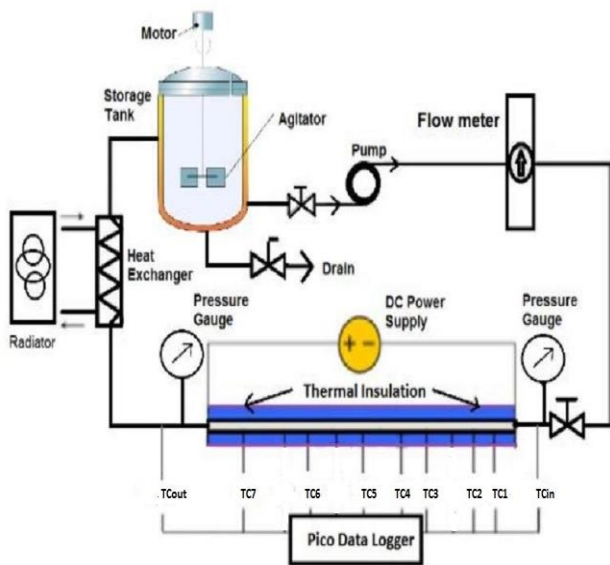 Motor
Storage
Tank
Agitator
Flow meter
Pump
Heat
Exchanger
Drain
Radiator
Pressure
Gauge
DC Power
Supply
+ −
Pressure
Gauge
Thermal Insulation
TCout
TC7
TC6
TC5
TC4
TC3
TC2
TC1
TCin
Pico Data Logger